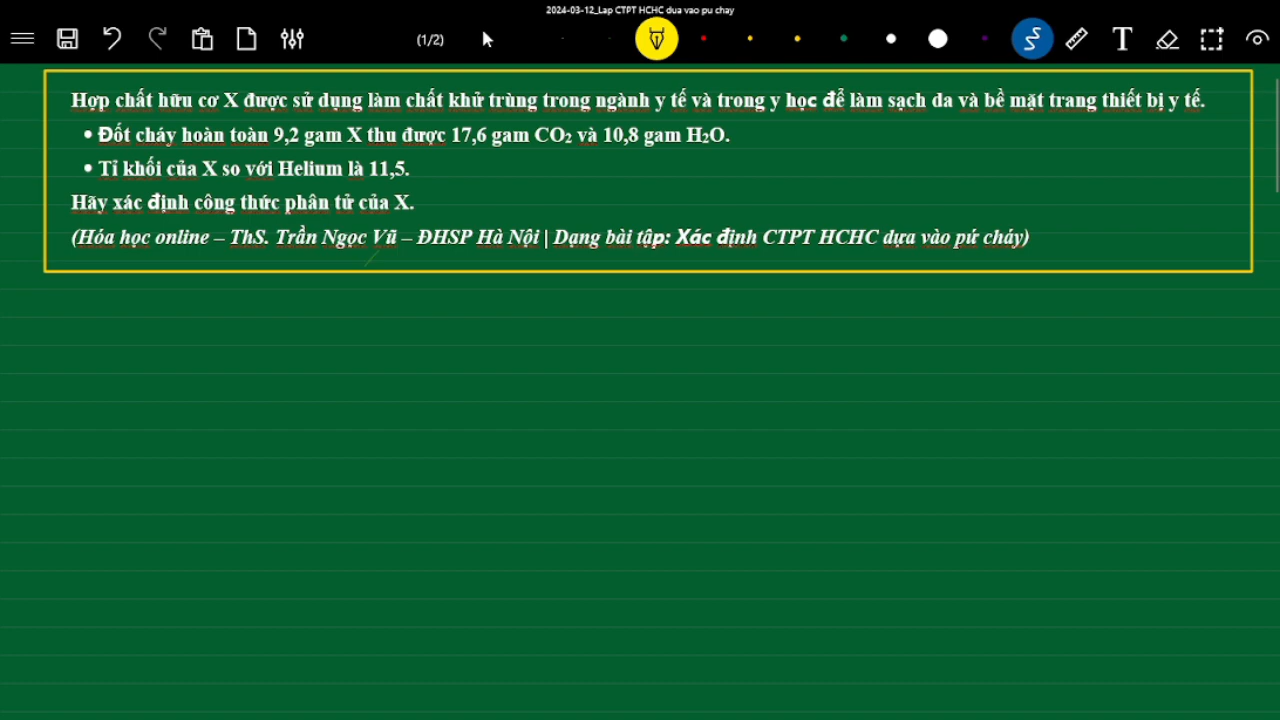 2024-03-12_Lap CTPT HCHC dua vao pu chay
(1/2)
T
Hợp chất hữu cơ X được sử dụng làm chất khử trùng trong ngành y tế và trong y học để làm sạch da và bề mặt trang thiết bị y tế.
• Đốt cháy hoàn toàn 9,2 gam X thu được 17,6 gam CO₂ và 10,8 gam H₂O.
• Tỉ khối của X so với Helium là 11,5.
Hãy xác định công thức phân tử của X.
(Hóa học online – ThS. Trần Ngọc Vũ – ĐHSP Hà Nội | Dạng bài tập: Xác định CTPT HCHC dựa vào pứ cháy)